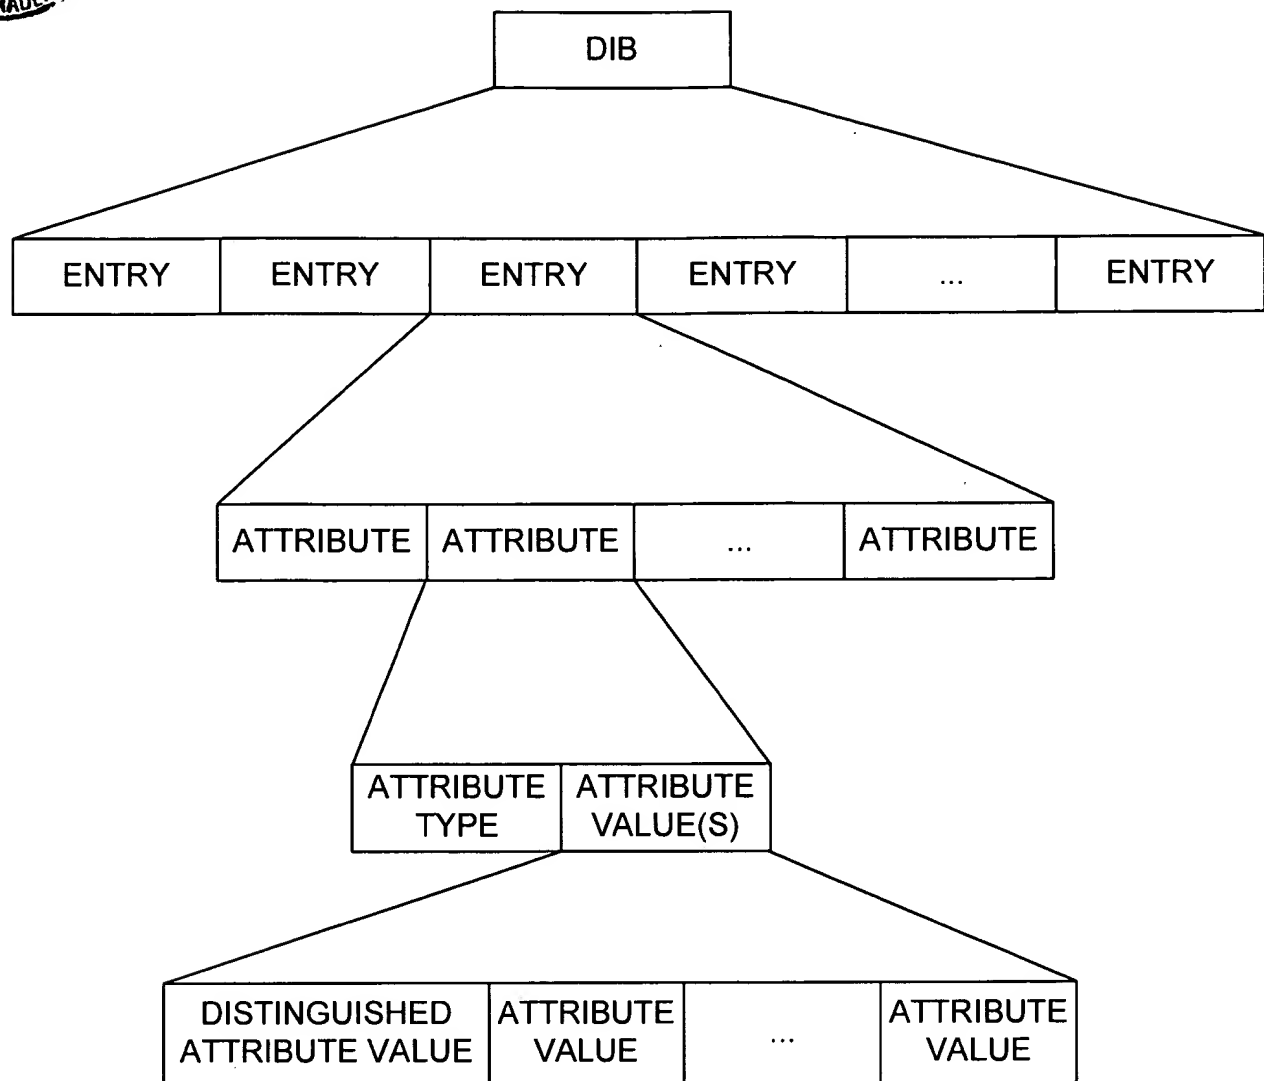 DIB
ENTRY ENTRY ENTRY ENTRY ... ENTRY
ATTRIBUTE ATTRIBUTE ... ATTRIBUTE
ATTRIBUTE TYPE ATTRIBUTE VALUE(S)
DISTINGUISHED ATTRIBUTE VALUE ATTRIBUTE VALUE ... ATTRIBUTE VALUE